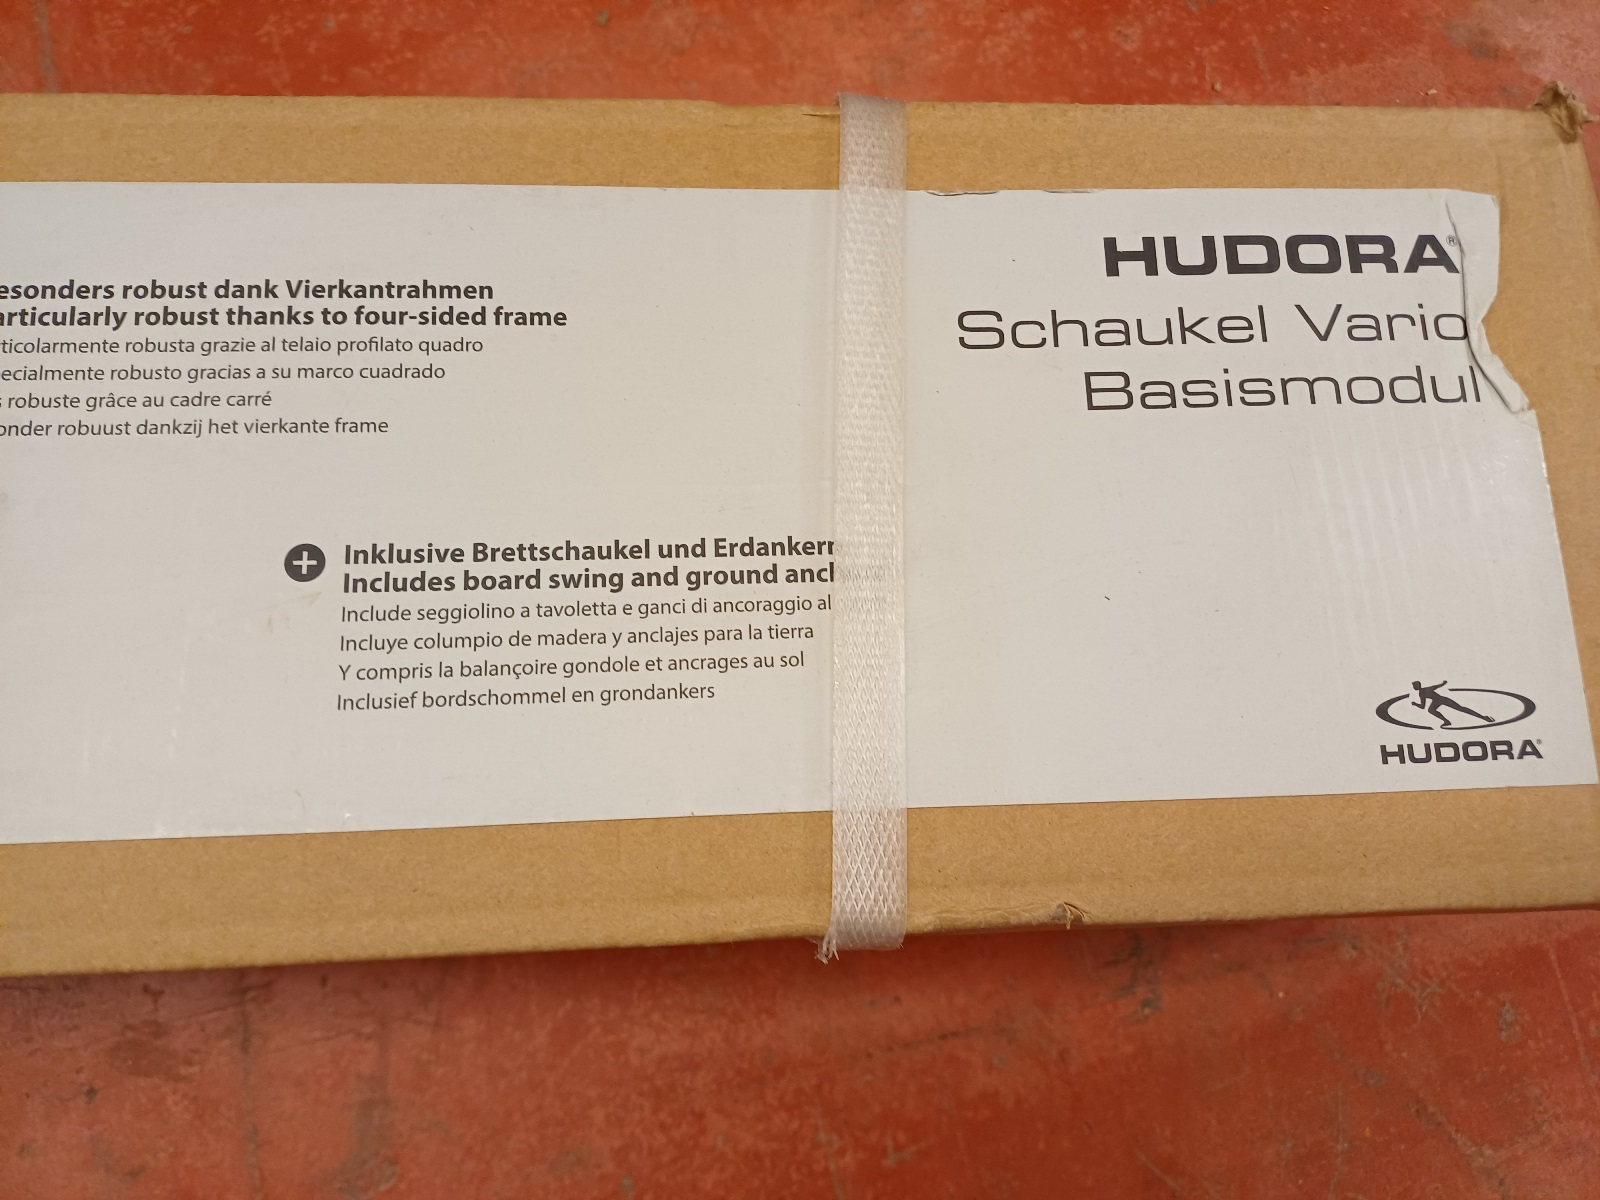 HUDORA®
Schaukel Vario
Basismodul
esonders robust dank Vierkantrahmen
articularly robust thanks to four-sided frame
ticolarmente robusta grazie al telaio profilato quadro
ecialmente robusto gracias a su marco cuadrado
s robuste grâce au cadre carré
onder robuust dankzij het vierkante frame
Inklusive Brettschaukel und Erdankern
Includes board swing and ground anch
Include seggiolino a tavoletta e ganci di ancoraggio al
Incluye columpio de madera y anclajes para la tierra
Y compris la balançoire gondole et ancrages au sol
Inclusief bordschommel en grondankers
HUDORA®